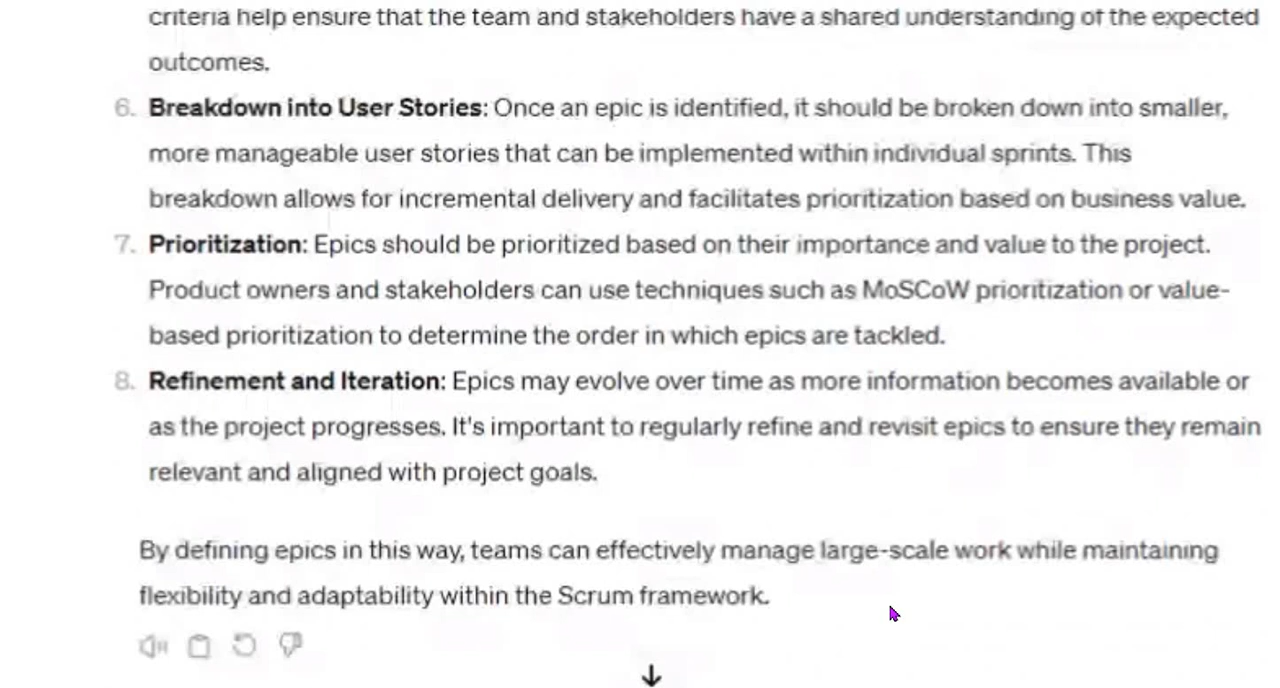 criteria help ensure that the team and stakeholders have a shared understanding of the expected
outcomes.
6. Breakdown into User Stories: Once an epic is identified, it should be broken down into smaller,
more manageable user stories that can be implemented within individual sprints. This
breakdown allows for incremental delivery and facilitates prioritization based on business value.
7. Prioritization: Epics should be prioritized based on their importance and value to the project.
Product owners and stakeholders can use techniques such as MoSCoW prioritization or value-
based prioritization to determine the order in which epics are tackled.
8. Refinement and Iteration: Epics may evolve over time as more information becomes available or
as the project progresses. It's important to regularly refine and revisit epics to ensure they remain
relevant and aligned with project goals.
By defining epics in this way, teams can effectively manage large-scale work while maintaining
flexibility and adaptability within the Scrum framework.